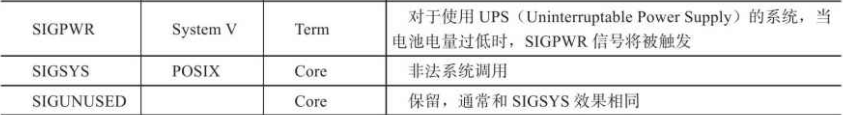 SIGPWR System V Term 对于使用 UPS（Uninterruptable Power Supply）的系统，当
电池电量过低时，SIGPWR 信号将被触发
SIGSYS POSIX Core 非法系统调用
SIGUNUSED Core 保留，通常和 SIGSYS 效果相同